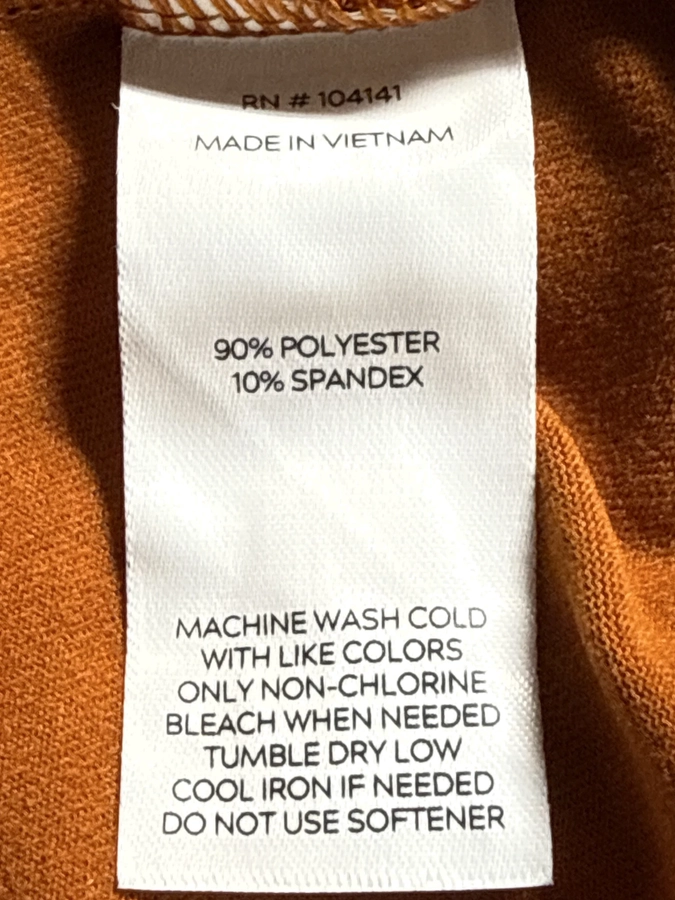 RN # 104141
MADE IN VIETNAM
90% POLYESTER
10% SPANDEX
MACHINE WASH COLD
WITH LIKE COLORS
ONLY NON-CHLORINE
BLEACH WHEN NEEDED
TUMBLE DRY LOW
COOL IRON IF NEEDED
DO NOT USE SOFTENER